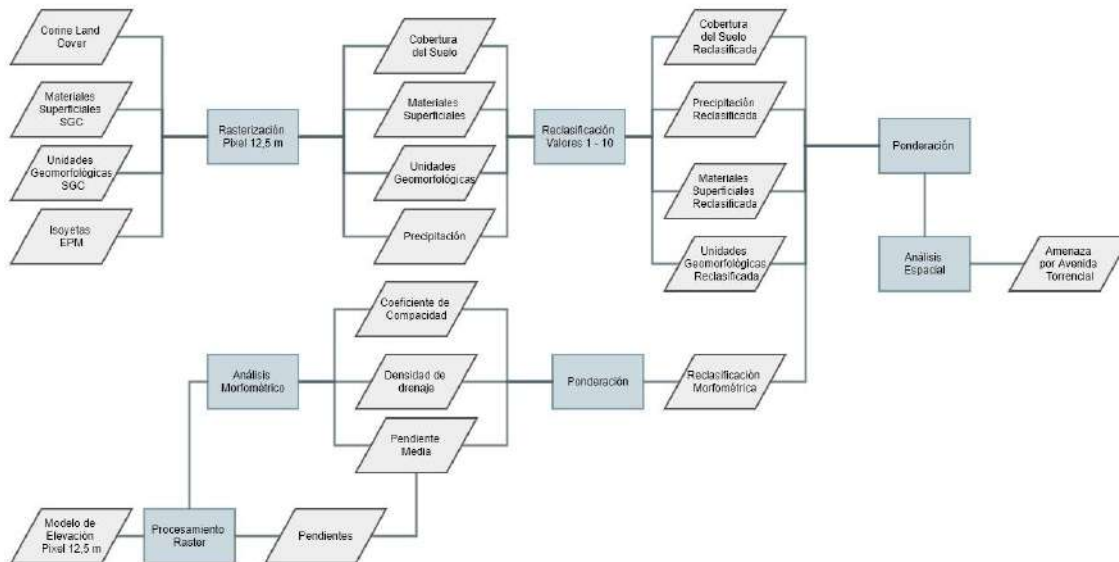 Corine Land
Cover
Materiales
Superficiales
SGC
Unidades
Geomorfológicas
SGC
Isoyetas
EPM
Rasterización
Pixel 12,5 m
Cobertura
del Suelo
Materiales
Superficiales
Unidades
Geomorfológicas
Precipitación
Reclasificación
Valores 1 - 10
Cobertura
del Suelo
Reclasificada
Precipitación
Reclasificada
Materiales
Superficiales
Reclasificada
Unidades
Geomorfológicas
Reclasificada
Ponderación
Análisis
Espacial
Amenaza
por Avenida
Torrencial
Coeficiente de
Compacidad
Análisis
Morfométrico
Densidad de
drenaje
Ponderación
Reclasificación
Morfométrica
Pendiente
Media
Modelo de
Elevación
Pixel 12,5 m
Procesamiento
Raster
Pendientes